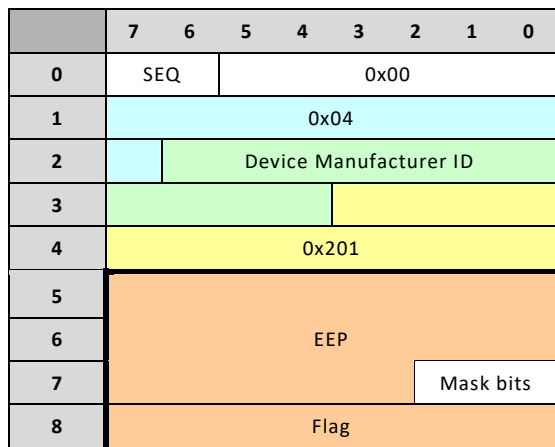 7 6 5 4 3 2 1 0
0 SEQ 0x00
1 0x04
2 Device Manufacturer ID
3
4 0x201
5
6 EEP
7 Mask bits
8 Flag